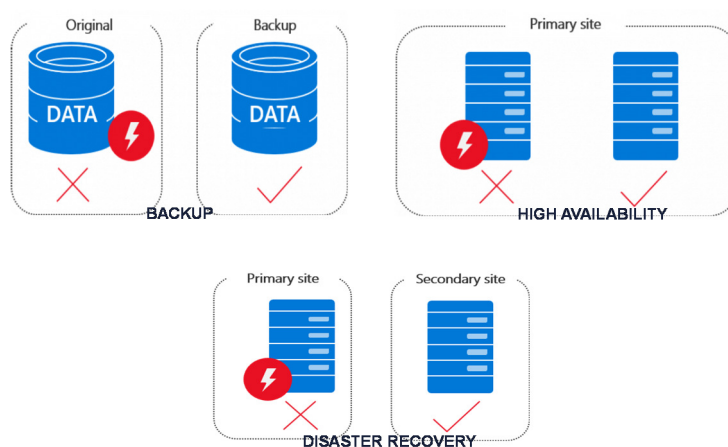 Original
Backup
Primary site
DATA
DATA
BACKUP
HIGH AVAILABILITY
Primary site
Secondary site
DISASTER RECOVERY